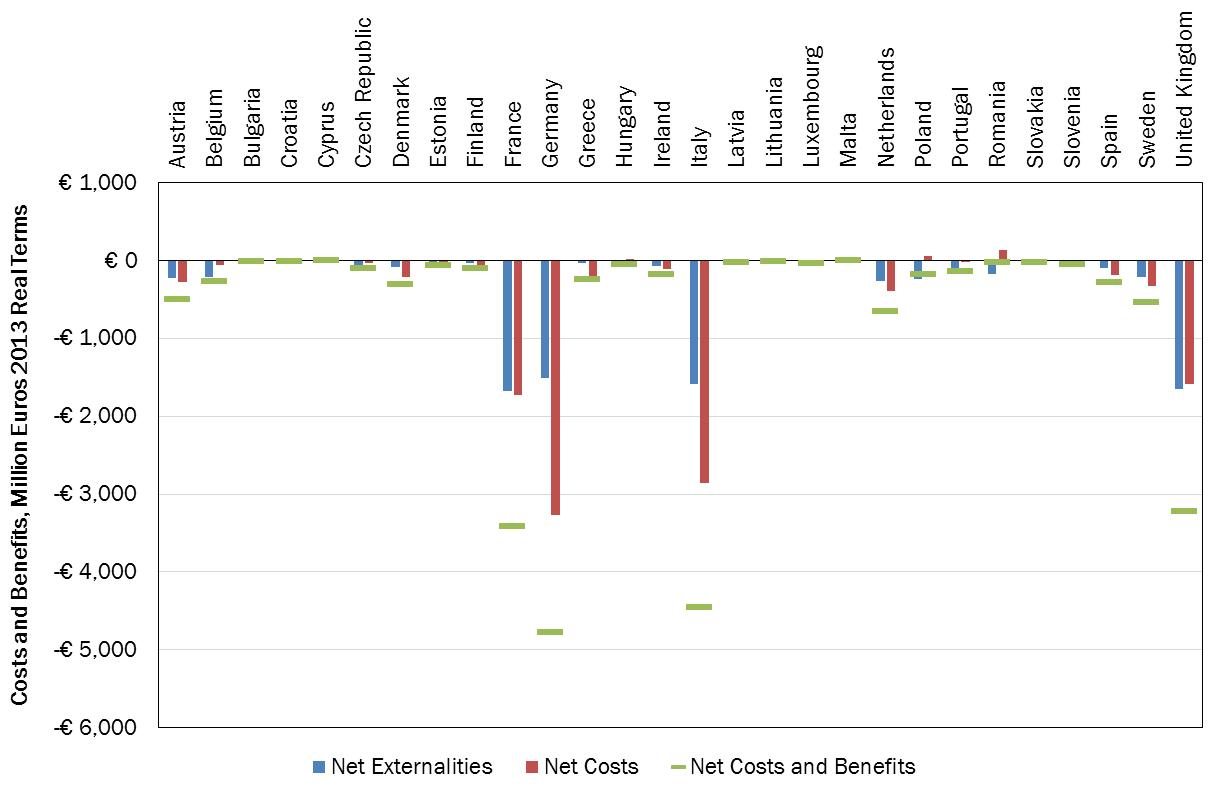 Austria
Belgium
Bulgaria
Croatia
Cyprus
Czech Republic
Denmark
Estonia
Finland
France
Germany
Greece
Hungary
Ireland
Italy
Latvia
Lithuania
Luxembourg
Malta
Netherlands
Poland
Portugal
Romania
Slovakia
Slovenia
Spain
Sweden
United Kingdom
Costs and Benefits, Million Euros 2013 Real Terms
€ 1,000
€ 0
-€ 1,000
-€ 2,000
-€ 3,000
-€ 4,000
-€ 5,000
-€ 6,000
Net Externalities Net Costs Net Costs and Benefits